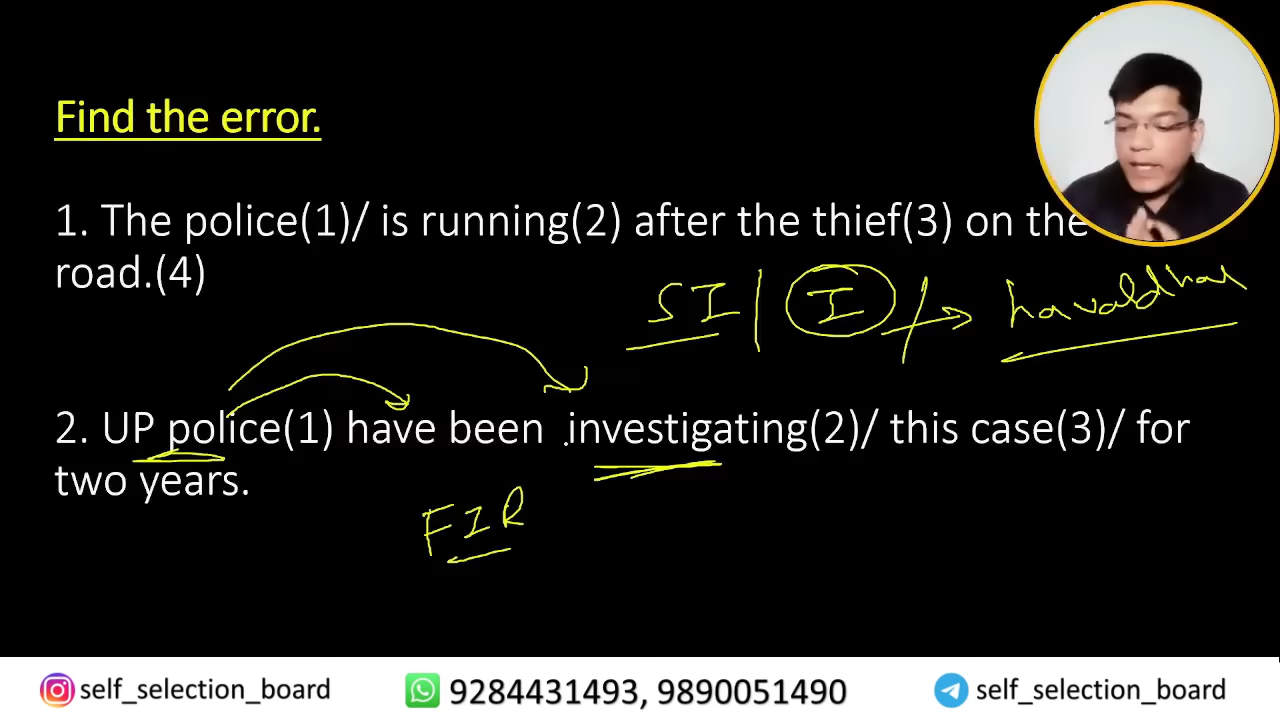 Find the error.
1. The police(1)/ is running(2) after the thief(3) on the
road.(4)
SI | I / → havaldhar
2. UP police(1) have been investigating(2)/ this case(3)/ for
two years.
FIR
self_selection_board 9284431493, 9890051490 self_selection_board